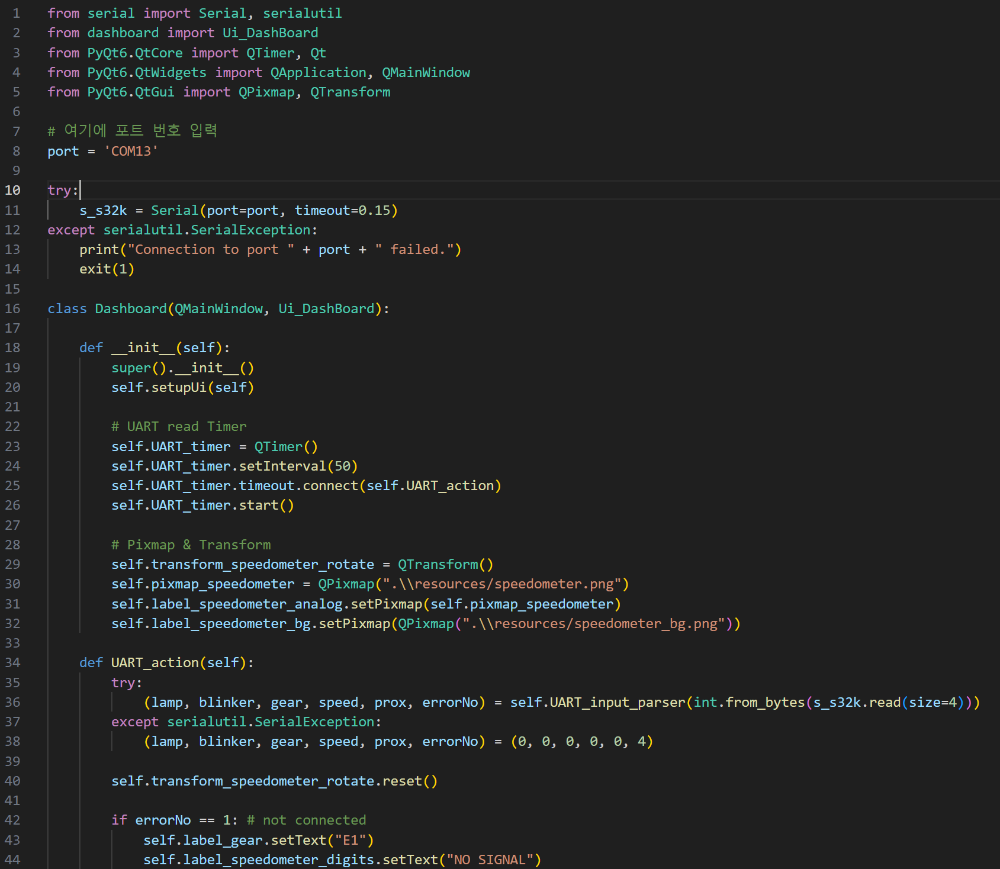 1 from serial import Serial, serialutil
2 from dashboard import Ui_DashBoard
3 from PyQt6.QtCore import QTimer, Qt
4 from PyQt6.QtWidgets import QApplication, QMainWindow
5 from PyQt6.QtGui import QPixmap, QTransform
6
7 # 여기에 포트 번호 입력
8 port = 'COM13'
9
10 try:
11     s_s32k = Serial(port=port, timeout=0.15)
12 except serialutil.SerialException:
13     print("Connection to port " + port + " failed.")
14     exit(1)
15
16 class Dashboard(QMainWindow, Ui_DashBoard):
17
18     def __init__(self):
19         super().__init__()
20         self.setupUi(self)
21
22         # UART read Timer
23         self.UART_timer = QTimer()
24         self.UART_timer.setInterval(50)
25         self.UART_timer.timeout.connect(self.UART_action)
26         self.UART_timer.start()
27
28         # Pixmap & Transform
29         self.transform_speedometer_rotate = QTransform()
30         self.pixmap_speedometer = QPixmap(".\\resources/speedometer.png")
31         self.label_speedometer_analog.setPixmap(self.pixmap_speedometer)
32         self.label_speedometer_bg.setPixmap(QPixmap(".\\resources/speedometer_bg.png"))
33
34     def UART_action(self):
35         try:
36             (lamp, blinker, gear, speed, prox, errorNo) = self.UART_input_parser(int.from_bytes(s_s32k.read(size=4)))
37         except serialutil.SerialException:
38             (lamp, blinker, gear, speed, prox, errorNo) = (0, 0, 0, 0, 0, 4)
39
40         self.transform_speedometer_rotate.reset()
41
42         if errorNo == 1: # not connected
43             self.label_gear.setText("E1")
44             self.label_speedometer_digits.setText("NO SIGNAL")